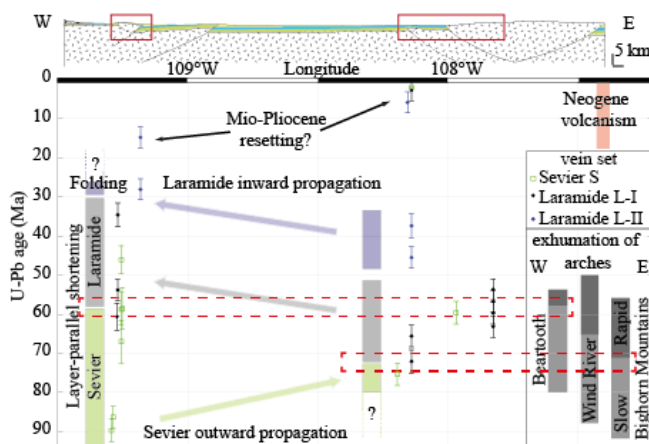 W
E
5 km
109°W
Longitude
108°W
0
10
20
30
40
50
60
70
80
90
U-Pb age (Ma)
Mio-Pliocene
resetting?
Neogene
volcanism
?
Folding
Laramide inward propagation
vein set
Sevier S
Laramide L-I
Laramide L-II
exhumation of
arches
W
E
Layer-parallel shortening
Laramide
Sevier
?
Sevier outward propagation
Beartooth
Wind River
Slow
Rapid
Bighorn Mountains